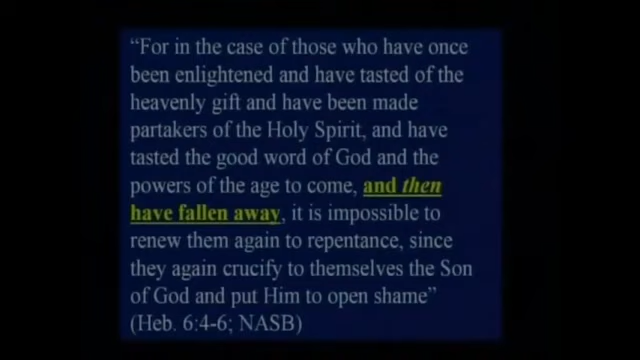 “For in the case of those who have once
been enlightened and have tasted of the
heavenly gift and have been made
partakers of the Holy Spirit, and have
tasted the good word of God and the
powers of the age to come, and then
have fallen away, it is impossible to
renew them again to repentance, since
they again crucify to themselves the Son
of God and put Him to open shame”
(Heb. 6:4-6; NASB)